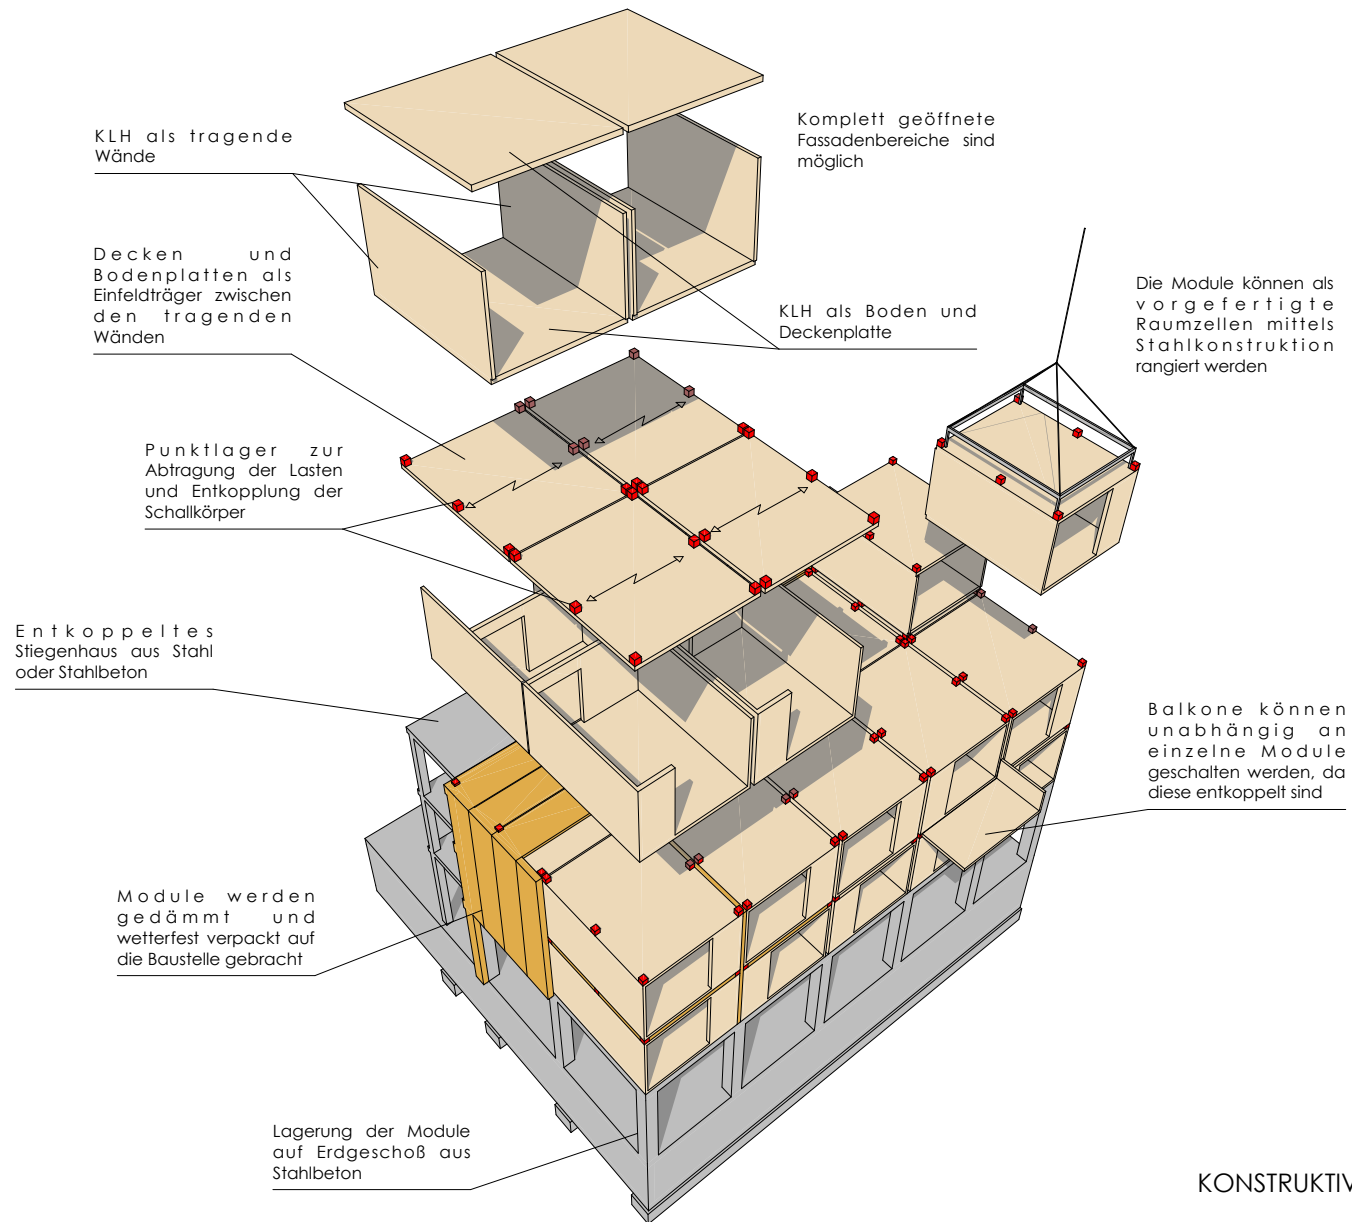 KLH als tragende
Wände
Komplett geöffnete
Fassadenbereiche sind
möglich
Decken und
Bodenplatten als
Einfeldträger zwischen
den tragenden
Wänden
KLH als Boden und
Deckenplatte
Die Module können als
vorgefertigte
Raumzellen mittels
Stahlkonstruktion
rangiert werden
Punktlager zur
Abtragung der Lasten
und Entkopplung der
Schallkörper
Entkoppeltes
Stiegenhaus aus Stahl
oder Stahlbeton
Balkone können
unabhängig an
einzelne Module
geschalten werden, da
diese entkoppelt sind
Module werden
gedämmt und
wetterfest verpackt auf
die Baustelle gebracht
Lagerung der Module
auf Erdgeschoß aus
Stahlbeton
KONSTRUKTIV